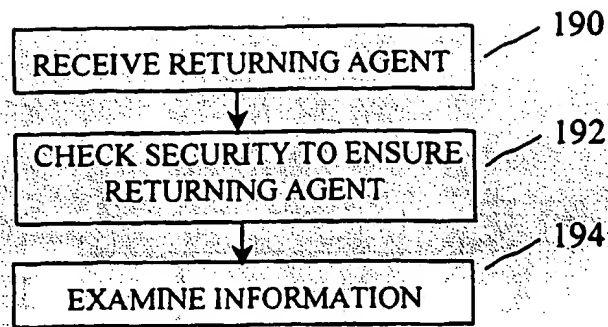 190
RECEIVE RETURNING AGENT
192
CHECK SECURITY TO ENSURE
RETURNING AGENT
194
EXAMINE INFORMATION